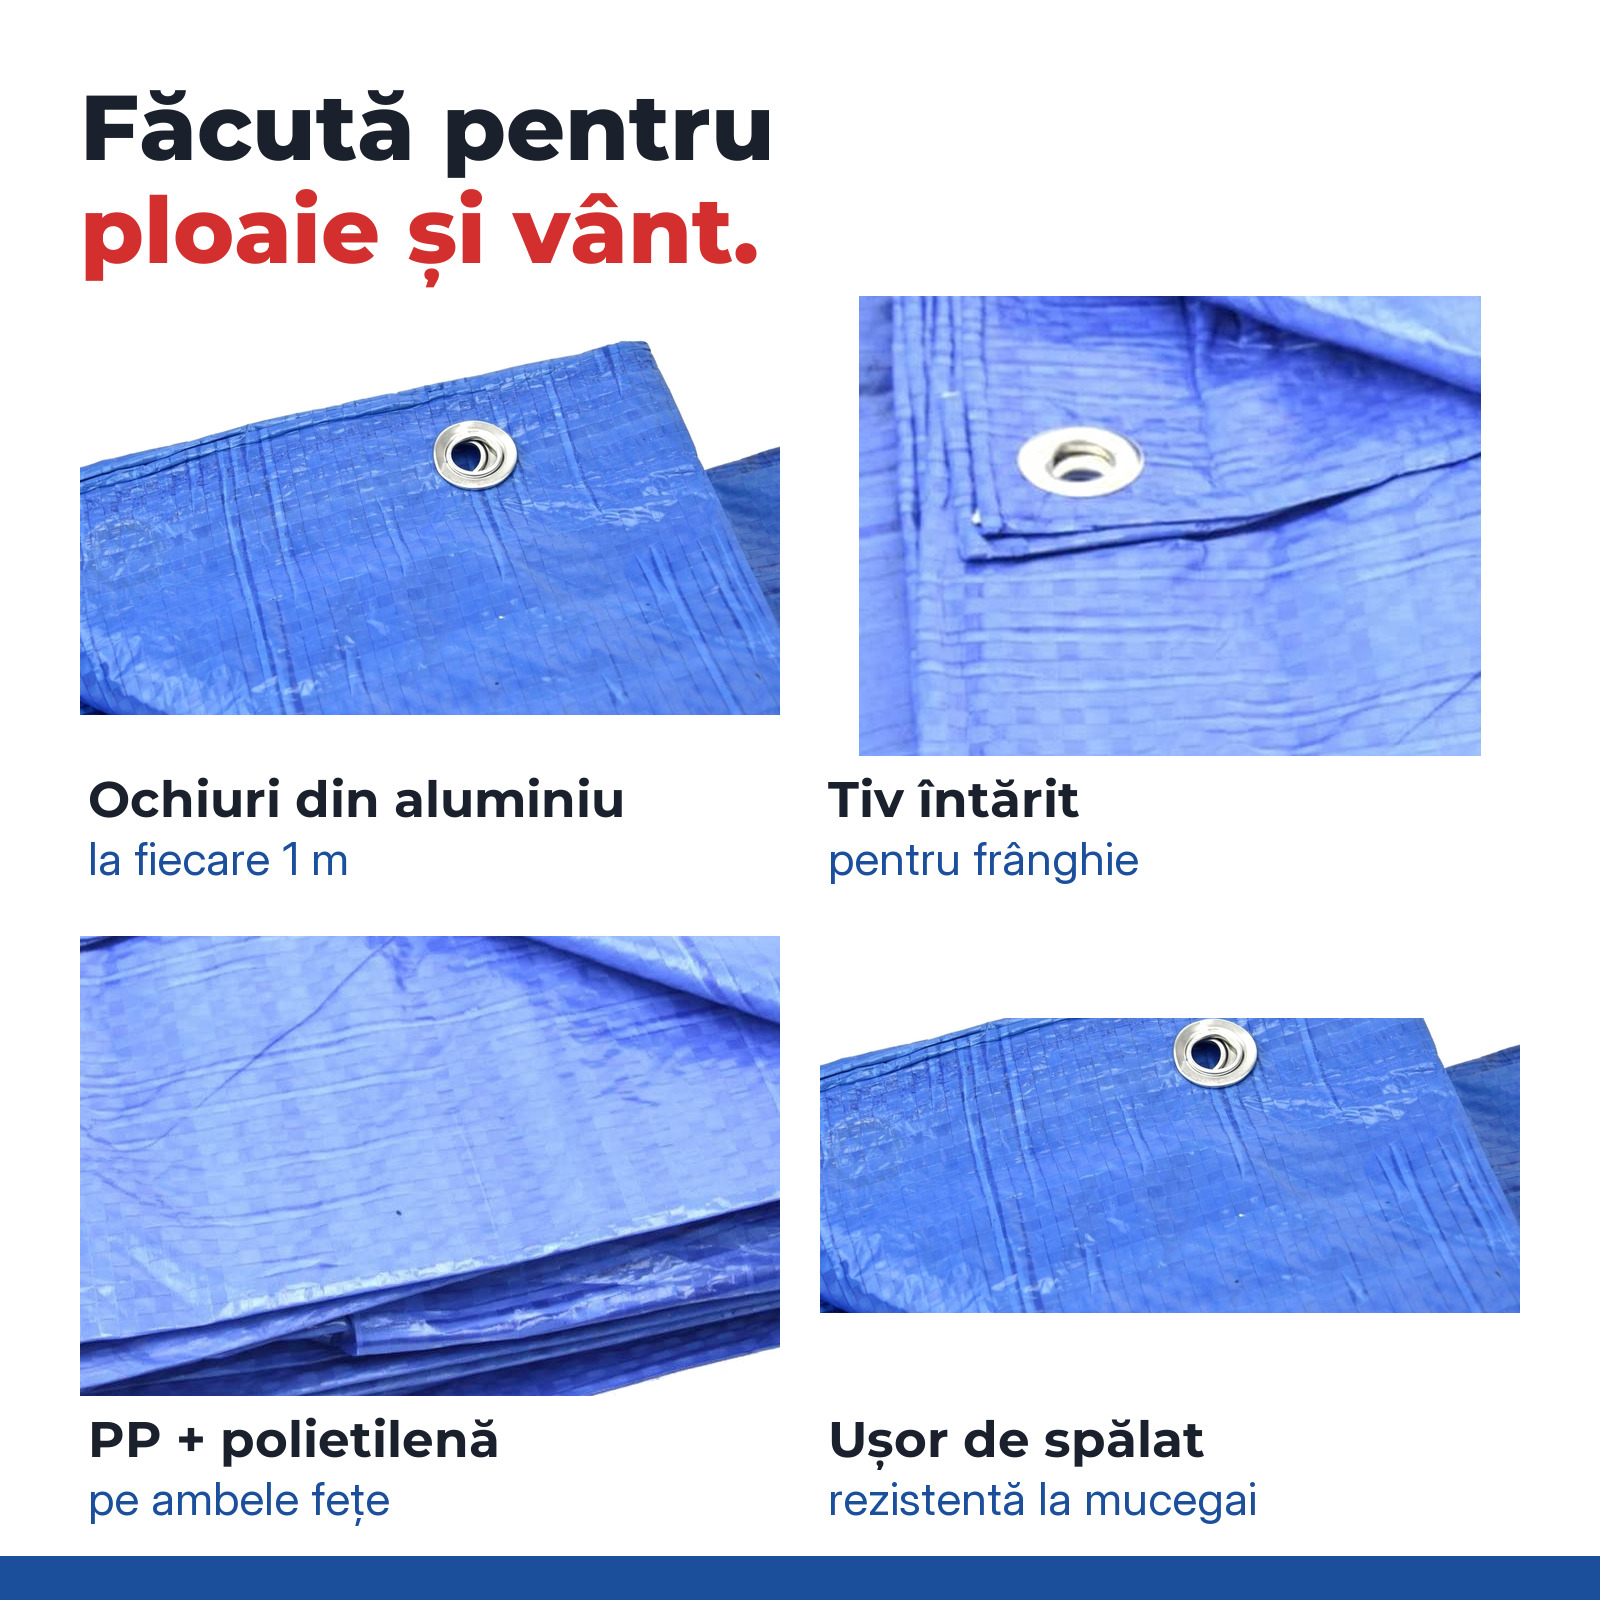 Făcută pentru
ploaie și vânt.
Ochiuri din aluminiu
la fiecare 1 m
Tiv întărit
pentru frânghie
PP + polietilenă
pe ambele fețe
Ușor de spălat
rezistentă la mucegai